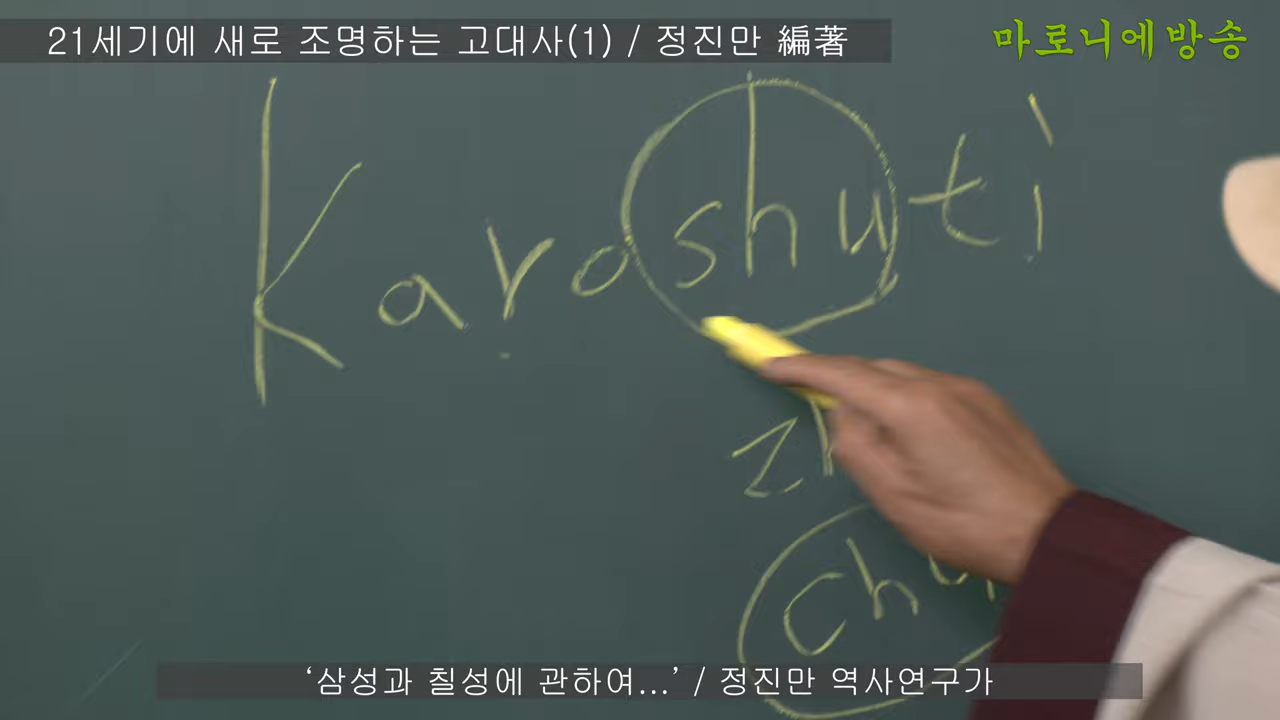 21세기에 새로 조명하는 고대사(1) / 정진만 編著
마로니에방송
Karoshuti
‘삼성과 칠성에 관하여...’ / 정진만 역사연구가